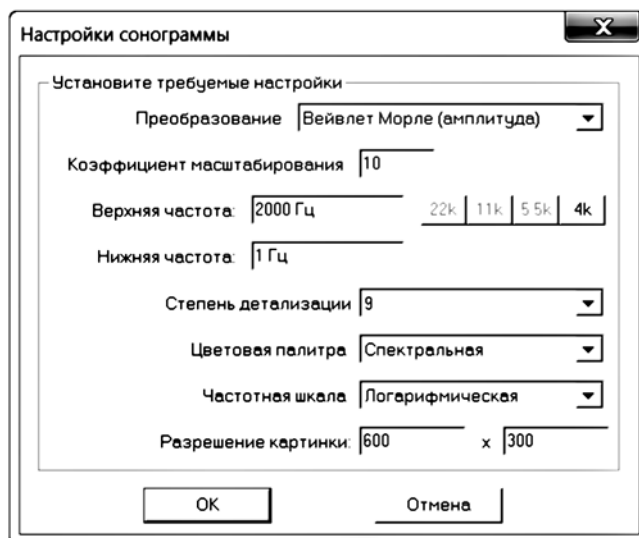 Настройки сонограммы
Установите требуемые настройки
Преобразование Вейвлет Морле (амплитуда)
Коэффициент масштабирования 10
Верхняя частота: 2000 Гц 22k 11k 5 5k 4k
Нижняя частота: 1 Гц
Степень детализации 9
Цветовая палитра Спектральная
Частотная шкала Логарифмическая
Разрешение картинки: 600 x 300
ОК Отмена